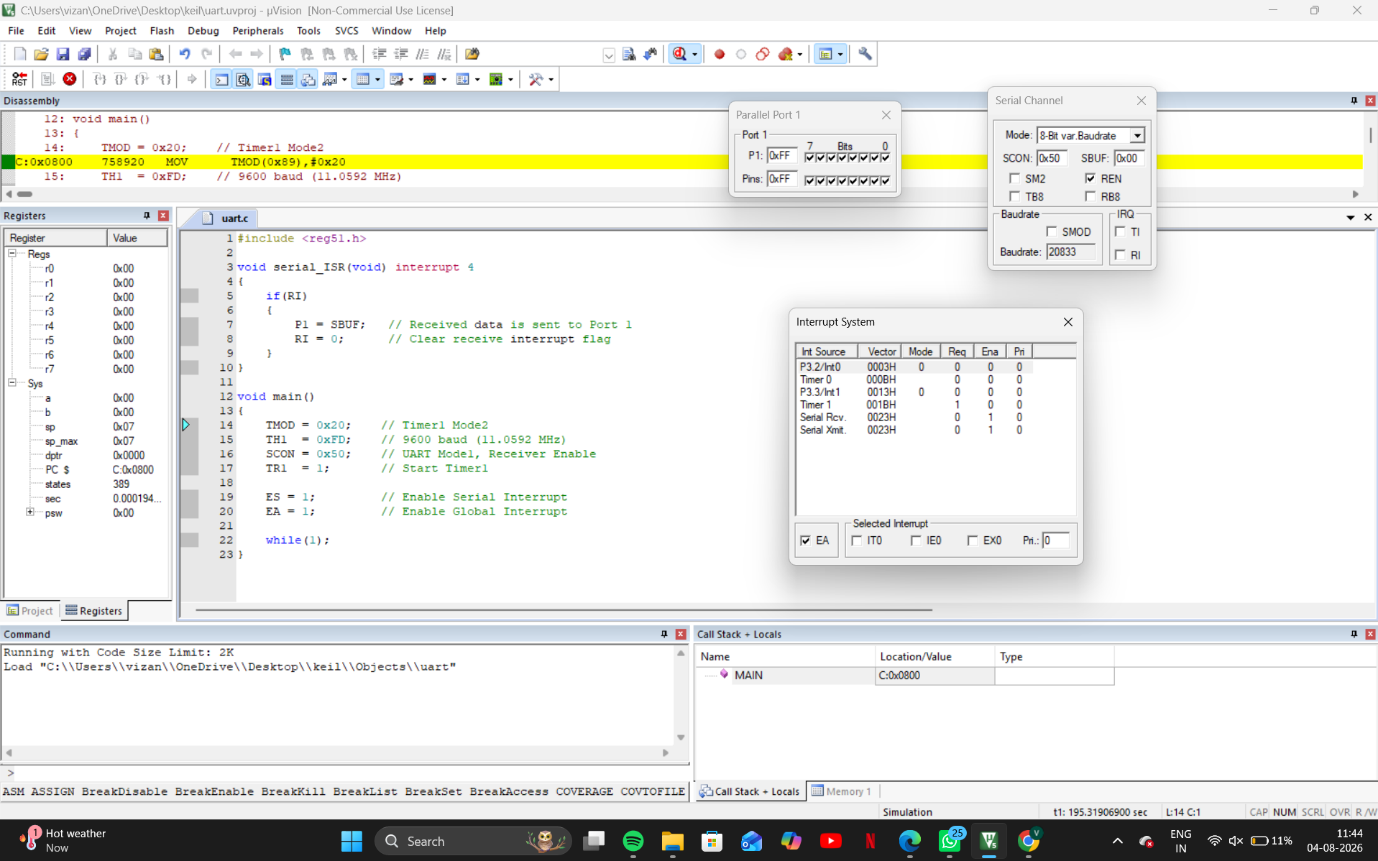 C:\Users\vizan\OneDrive\Desktop\keil\uart.uvproj - µVision [Non-Commercial Use License]
File Edit View Project Flash Debug Peripherals Tools SVCS Window Help
RST
Disassembly
12: void main()
13: {
14: TMOD = 0x20; // Timer1 Mode2
C:0x0800 758920 MOV TMOD(0x89),#0x20
15: TH1 = 0xFD; // 9600 baud (11.0592 MHz)
Parallel Port 1
Port 1
7 Bits 0
P1: 0xFF
Pins: 0xFF
Serial Channel
Mode: 8-Bit var.Baudrate
SCON: 0x50 SBUF: 0x00
SM2 REN
TB8 RB8
Baudrate IRQ
SMOD TI
Baudrate: 20833 RI
Registers
Register Value
Regs
r0 0x00
r1 0x00
r2 0x00
r3 0x00
r4 0x00
r5 0x00
r6 0x00
r7 0x00
Sys
a 0x00
b 0x00
sp 0x07
sp_max 0x07
dptr 0x0000
PC $ C:0x0800
states 389
sec 0.000194...
psw 0x00
Project Registers
uart.c
1 #include <reg51.h>
2
3 void serial_ISR(void) interrupt 4
4 {
5 if(RI)
6 {
7 P1 = SBUF; // Received data is sent to Port 1
8 RI = 0; // Clear receive interrupt flag
9 }
10 }
11
12 void main()
13 {
14 TMOD = 0x20; // Timer1 Mode2
15 TH1 = 0xFD; // 9600 baud (11.0592 MHz)
16 SCON = 0x50; // UART Mode1, Receiver Enable
17 TR1 = 1; // Start Timer1
18
19 ES = 1; // Enable Serial Interrupt
20 EA = 1; // Enable Global Interrupt
21
22 while(1);
23 }
Interrupt System
Int Source Vector Mode Req Ena Pri
P3.2/Int0 0003H 0 0 0 0
Timer 0 000BH 0 0 0
P3.3/Int1 0013H 0 0 0 0
Timer 1 001BH 1 0 0
Serial Rcv. 0023H 0 1 0
Serial Xmit. 0023H 0 1 0
Selected Interrupt
EA IT0 IE0 EX0 Pri.: 0
Command
Running with Code Size Limit: 2K
Load "C:\\Users\\vizan\\OneDrive\\Desktop\\keil\\Objects\\uart"
>
ASM ASSIGN BreakDisable BreakEnable BreakKill BreakList BreakSet BreakAccess COVERAGE COVTOFILE
Call Stack + Locals
Name Location/Value Type
MAIN C:0x0800
Call Stack + Locals Memory 1
Simulation t1: 195.31906900 sec L:14 C:1 CAP NUM SCRL OVR R/W
1
Hot weather
Now
Search
25
V
ENG
IN
11%
11:44
04-08-2026